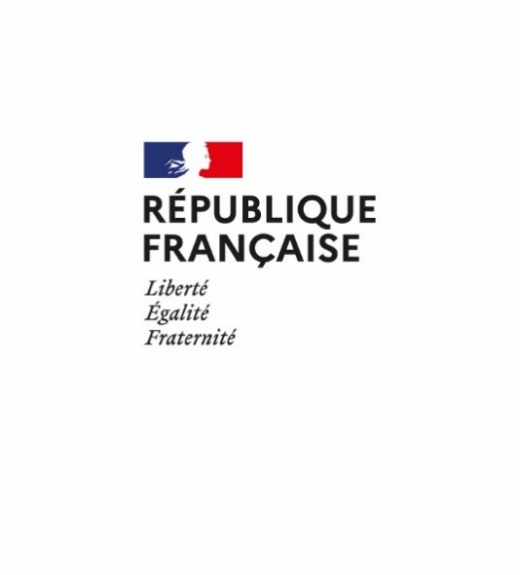 RÉPUBLIQUE
FRANÇAISE
Liberté
Égalité
Fraternité